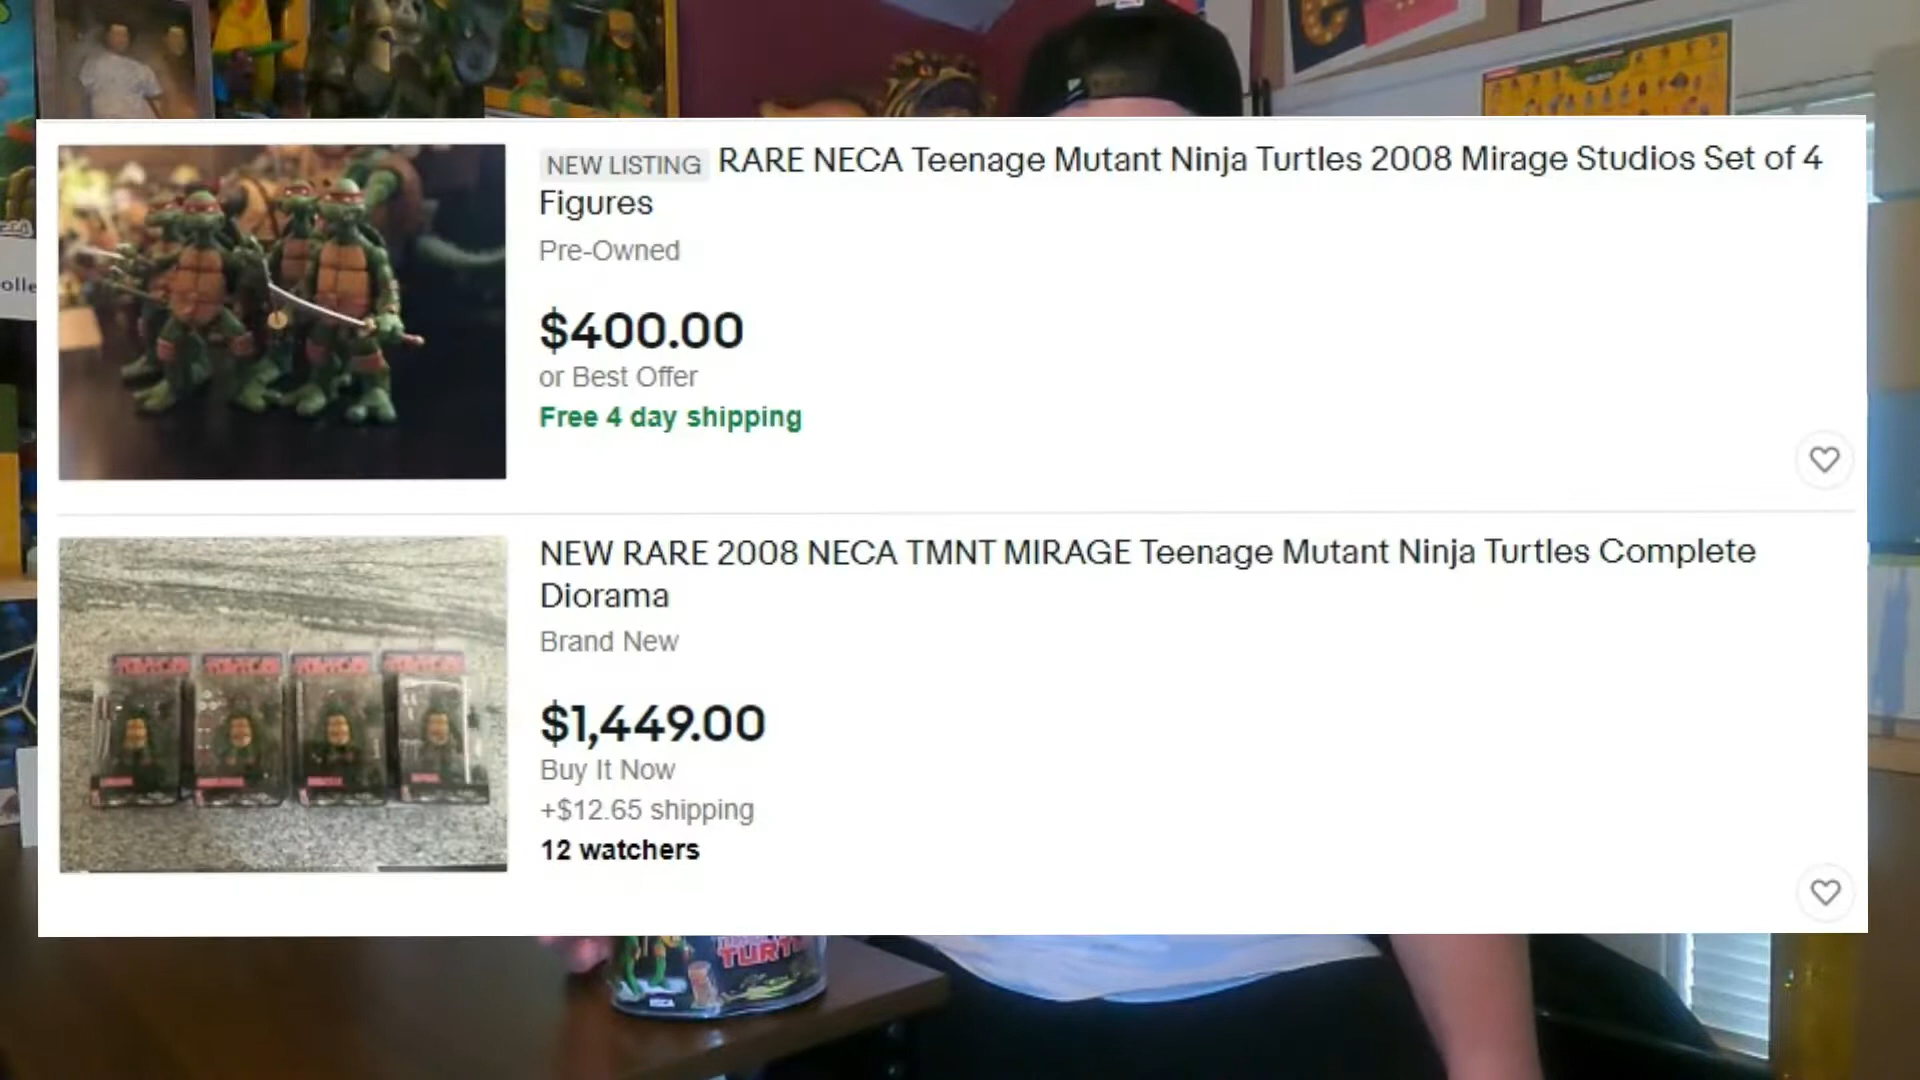 NEW LISTING RARE NECA Teenage Mutant Ninja Turtles 2008 Mirage Studios Set of 4
Figures
Pre-Owned
$400.00
or Best Offer
Free 4 day shipping
NEW RARE 2008 NECA TMNT MIRAGE Teenage Mutant Ninja Turtles Complete
Diorama
Brand New
$1,449.00
Buy It Now
+$12.65 shipping
12 watchers
NECA